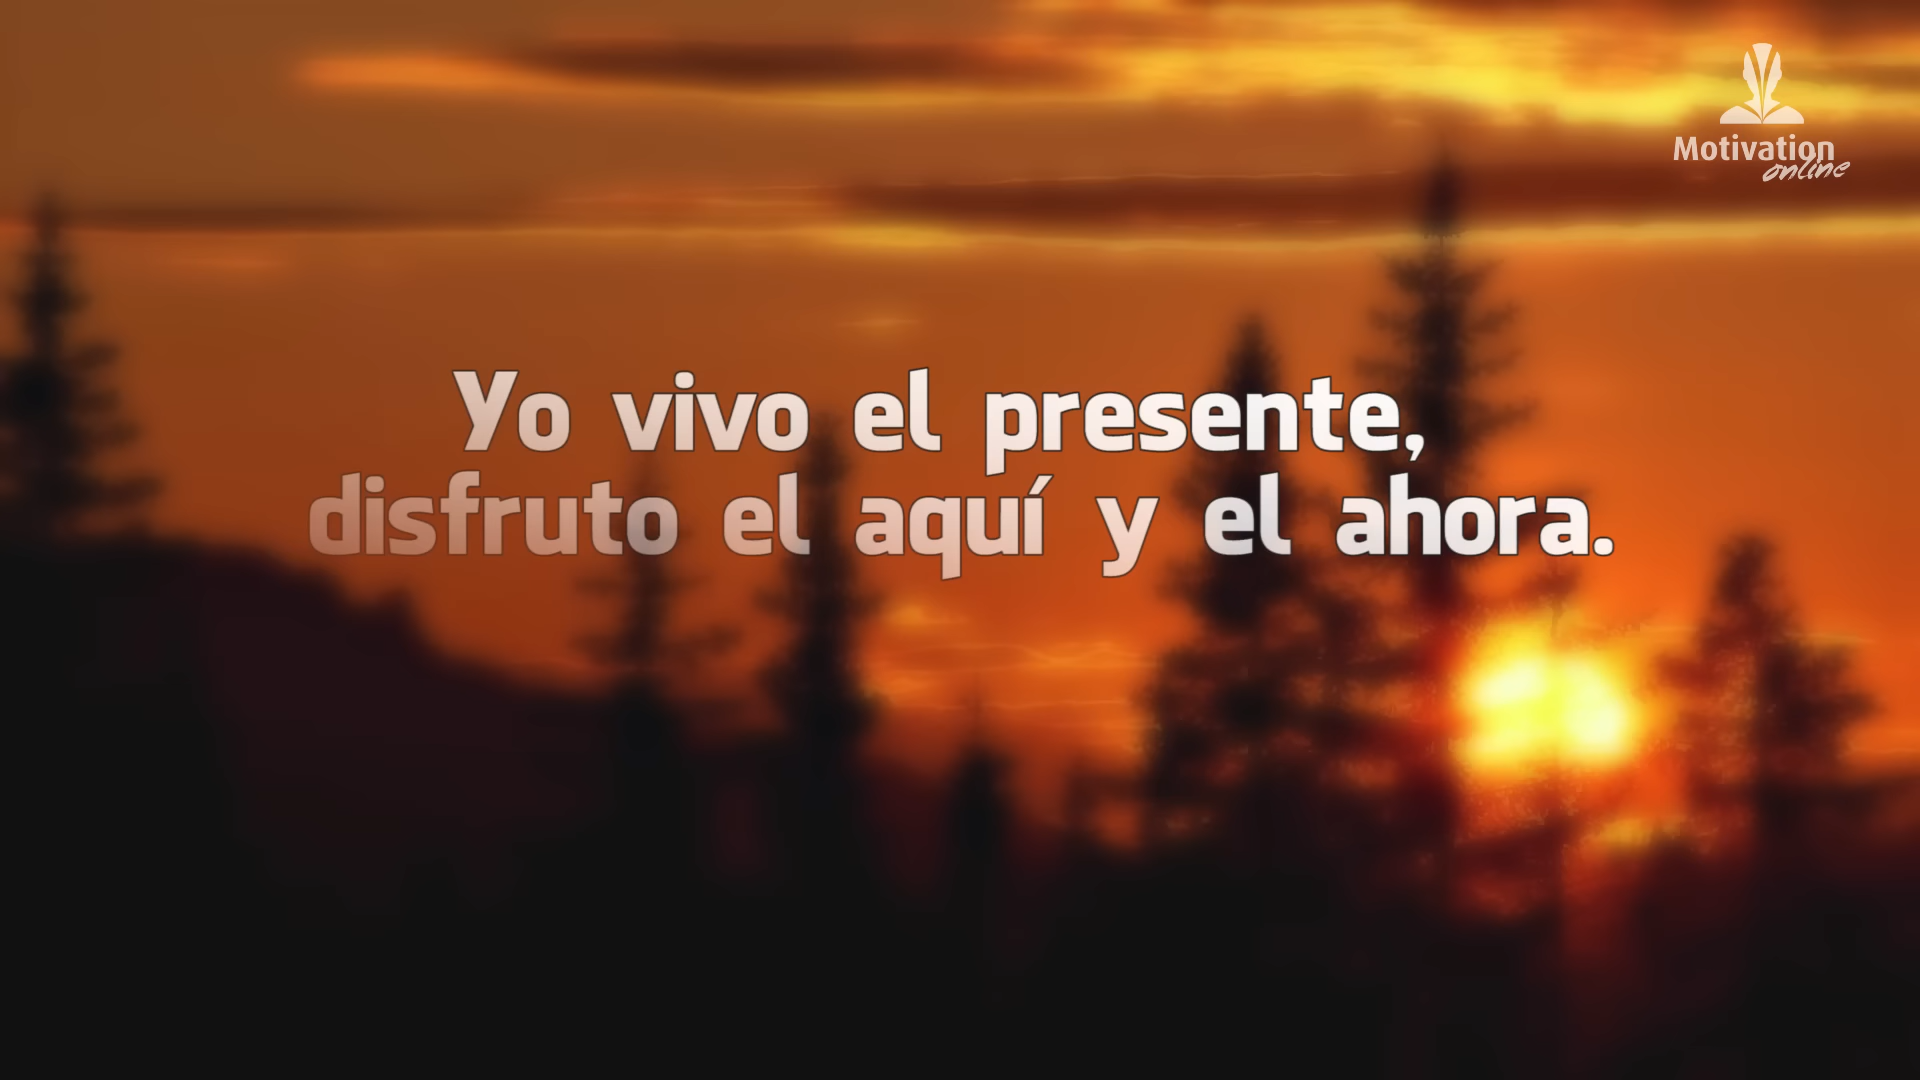 Motivation
online
Yo vivo el presente,
disfruto el aquí y el ahora.